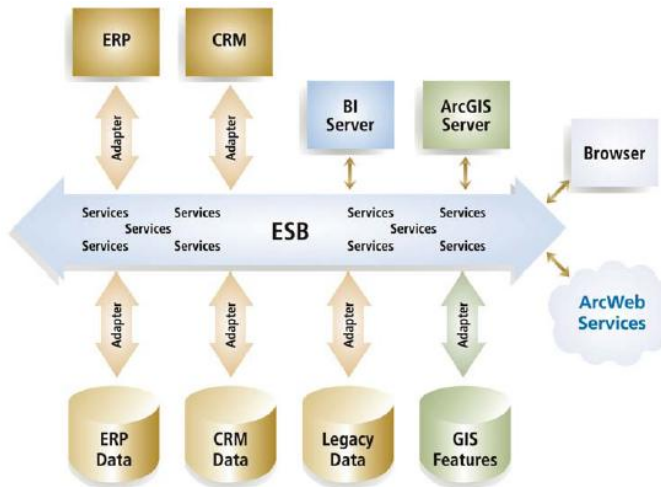 ERP
CRM
Adapter
Adapter
BI
Server
ArcGIS
Server
Browser
Services
Services
Services
Services
Services
ESB
Services
Services
Services
Services
Services
ArcWeb
Services
Adapter
Adapter
Adapter
Adapter
ERP
Data
CRM
Data
Legacy
Data
GIS
Features